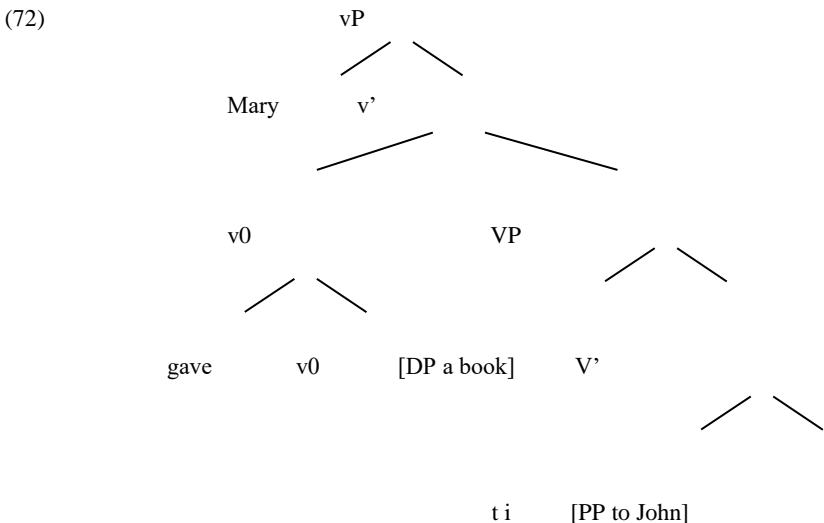 (72) vP
Mary v’
v0 VP
gave v0 [DP a book] V’
t i [PP to John]